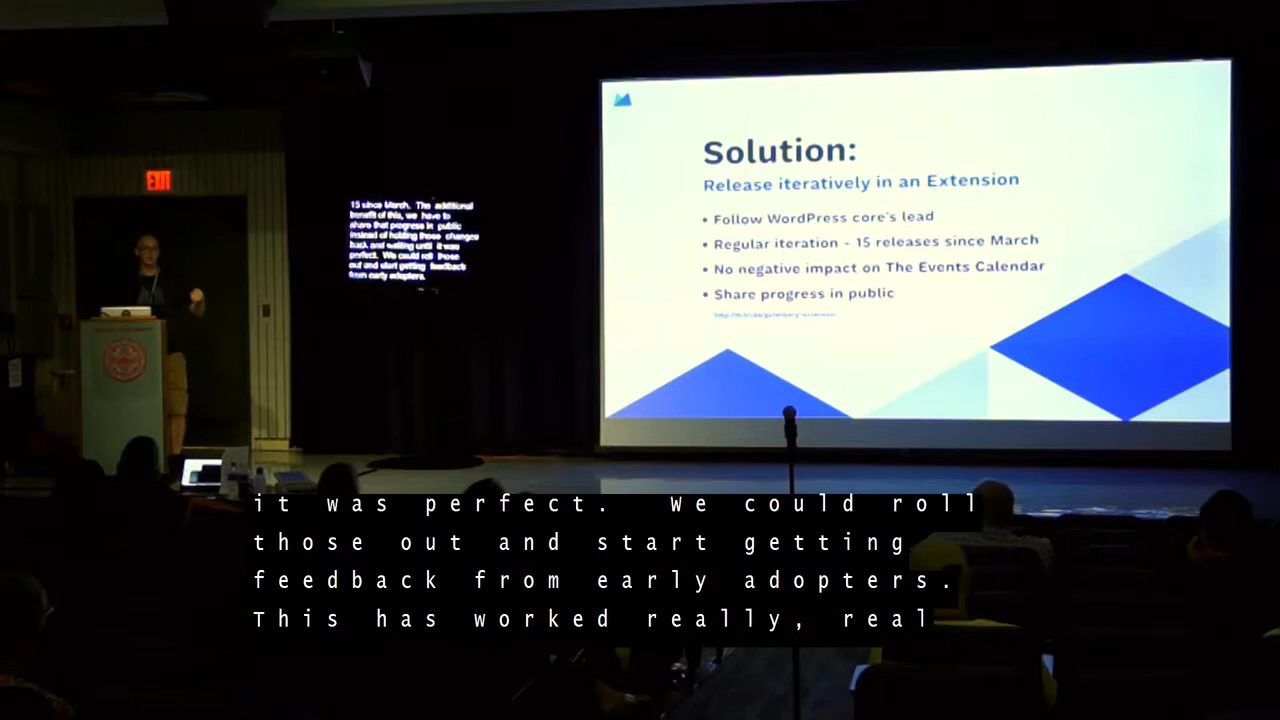 EXIT
15 since March. The additional
benefit of this, we have to
share that progress in public
instead of holding those changes
back and waiting until it was
perfect. We could roll those
out and start getting feedback
from early adopters.
Solution:
Release iteratively in an Extension
• Follow WordPress core's lead
• Regular iteration - 15 releases since March
• No negative impact on The Events Calendar
• Share progress in public
it was perfect. We could roll
those out and start getting
feedback from early adopters.
This has worked really, real